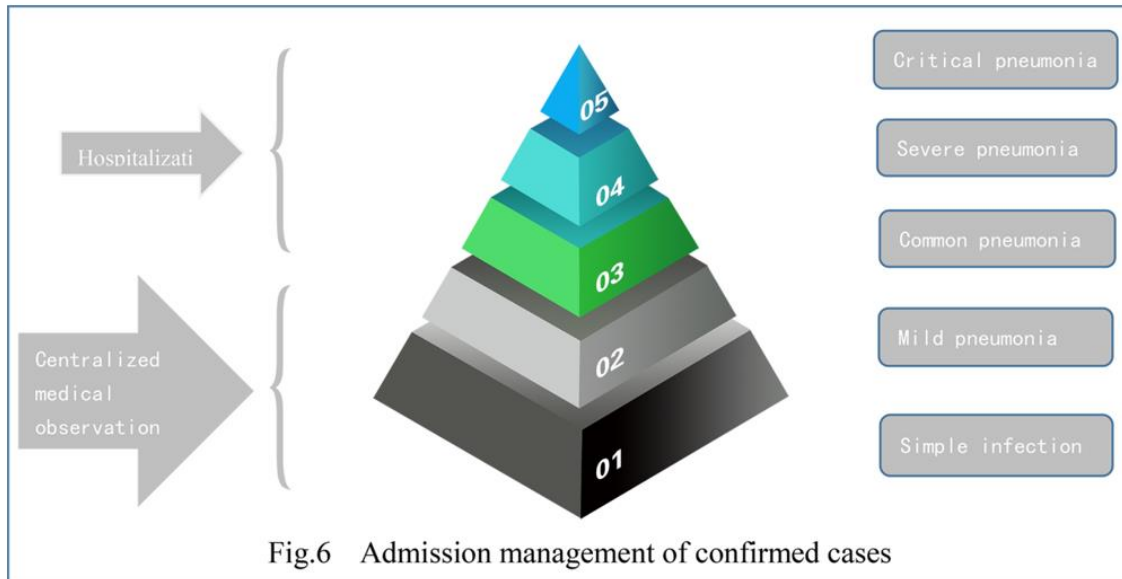 Critical pneumonia
05
Hospitalizati
Severe pneumonia
04
Common pneumonia
03
Mild pneumonia
02
Centralized
medical
observation
Simple infection
01
Fig.6 Admission management of confirmed cases